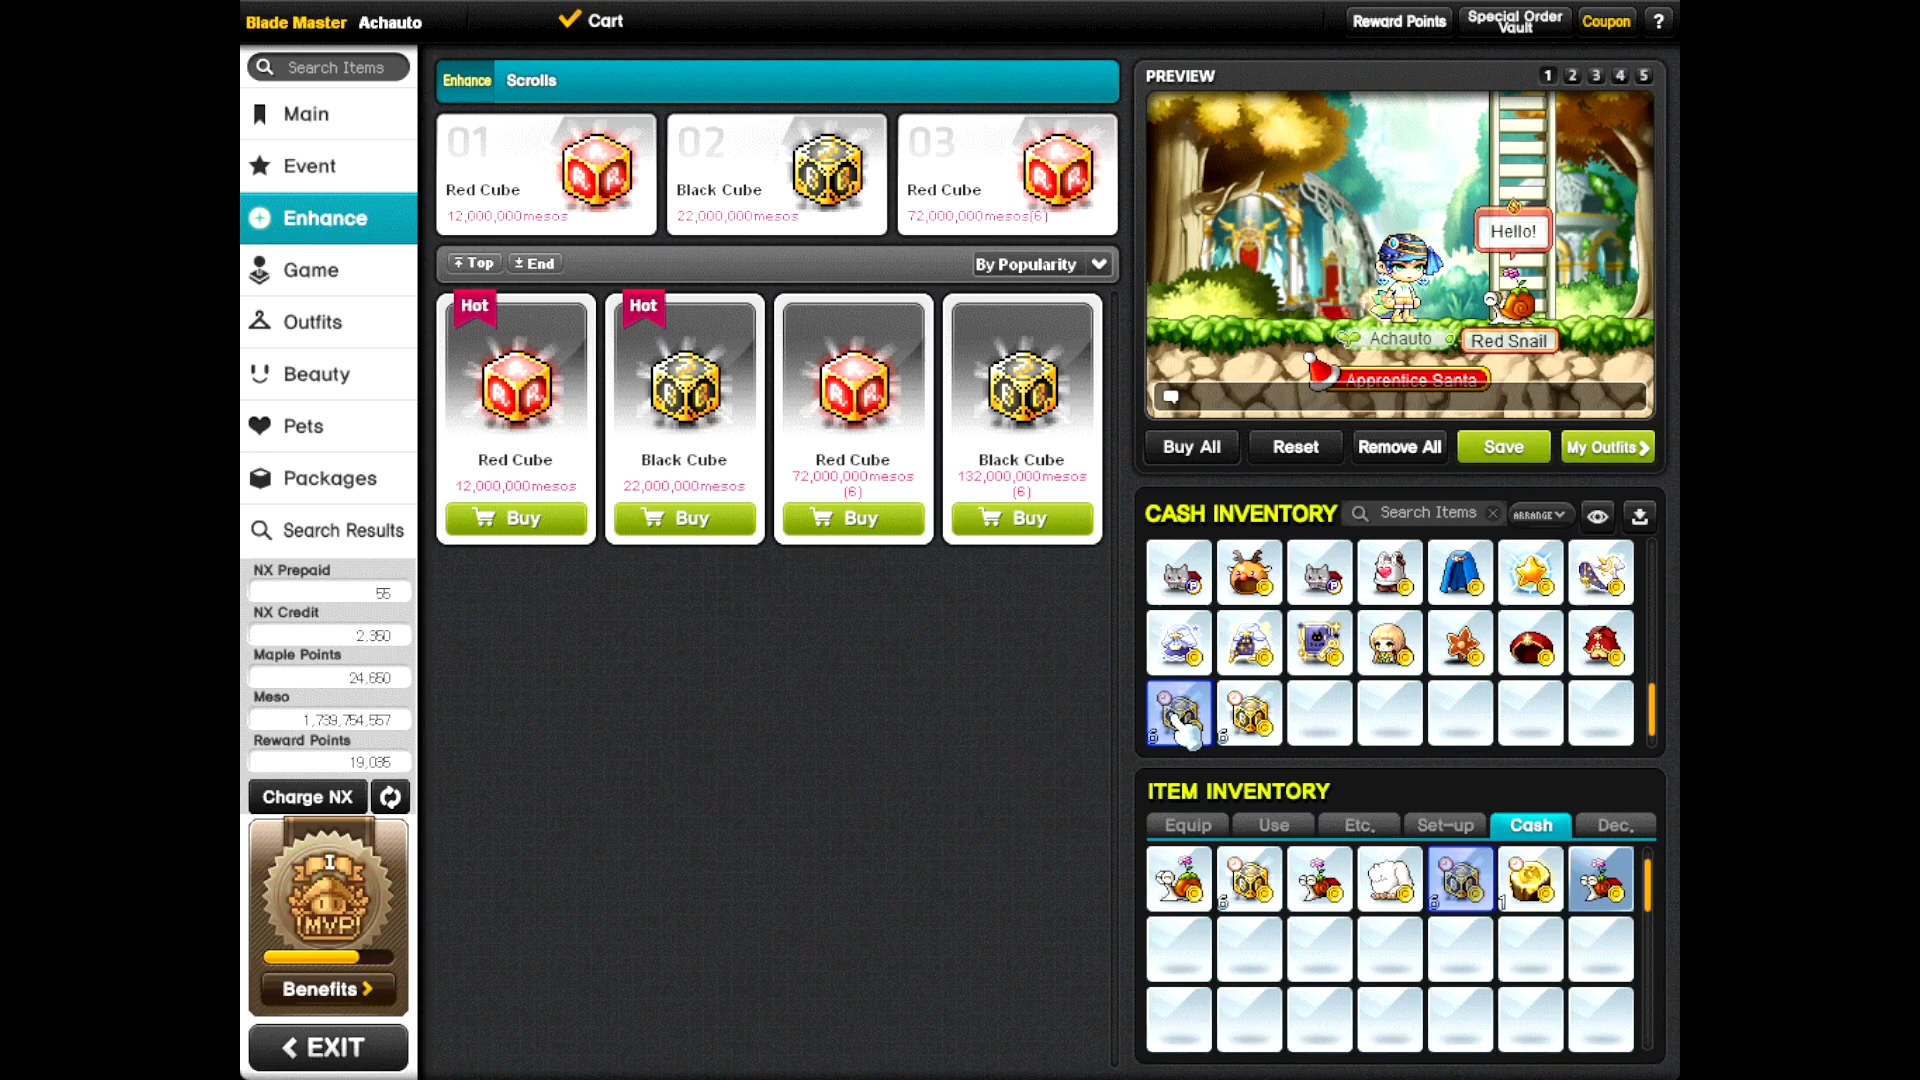 Blade Master Achauto
Cart
Reward Points
Special Order
Vault
Coupon
?
Search Items
Main
Event
Enhance
Game
Outfits
Beauty
Pets
Packages
Search Results
NX Prepaid
55
NX Credit
2,350
Maple Points
24,650
Meso
1,739,754,557
Reward Points
19,035
Charge NX
I
MVP
Benefits
EXIT
Enhance Scrolls
01
Red Cube
12,000,000mesos
02
Black Cube
22,000,000mesos
03
Red Cube
72,000,000mesos(6)
Top
End
By Popularity
Hot
Red Cube
12,000,000mesos
Buy
Hot
Black Cube
22,000,000mesos
Buy
Red Cube
72,000,000mesos
(6)
Buy
Black Cube
132,000,000mesos
(6)
Buy
PREVIEW
1 2 3 4 5
Hello!
Achauto
Red Snail
Apprentice Santa
Buy All
Reset
Remove All
Save
My Outfits
CASH INVENTORY
Search Items
ARRANGE
6
6
ITEM INVENTORY
Equip
Use
Etc.
Set-up
Cash
Dec.
6
6
1